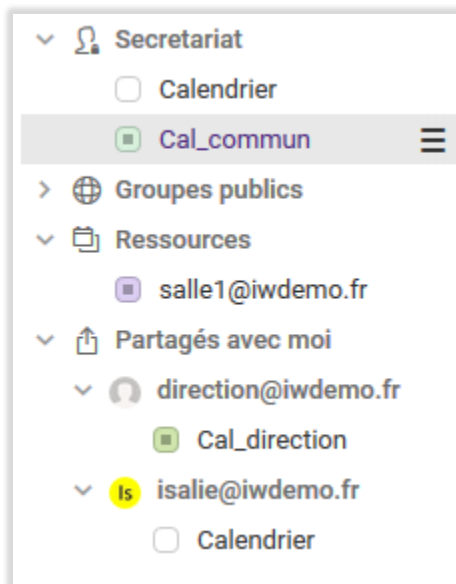 Secretariat
Calendrier
Cal_commun
Groupes publics
Ressources
salle1@iwdemo.fr
Partagés avec moi
direction@iwdemo.fr
Cal_direction
Is isalie@iwdemo.fr
Calendrier